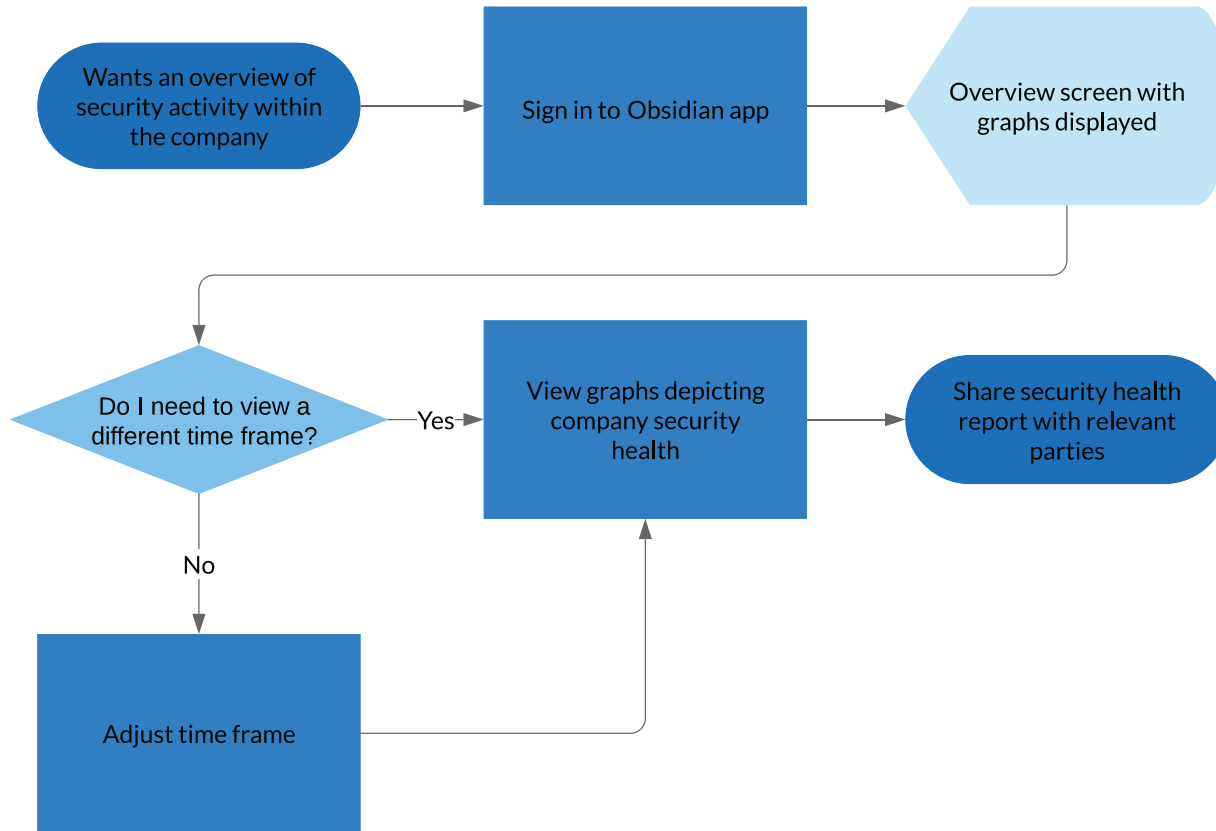 Wants an overview of
security activity within
the company
Sign in to Obsidian app
Overview screen with
graphs displayed
Do I need to view a
different time frame?
Yes
View graphs depicting
company security
health
Share security health
report with relevant
parties
No
Adjust time frame